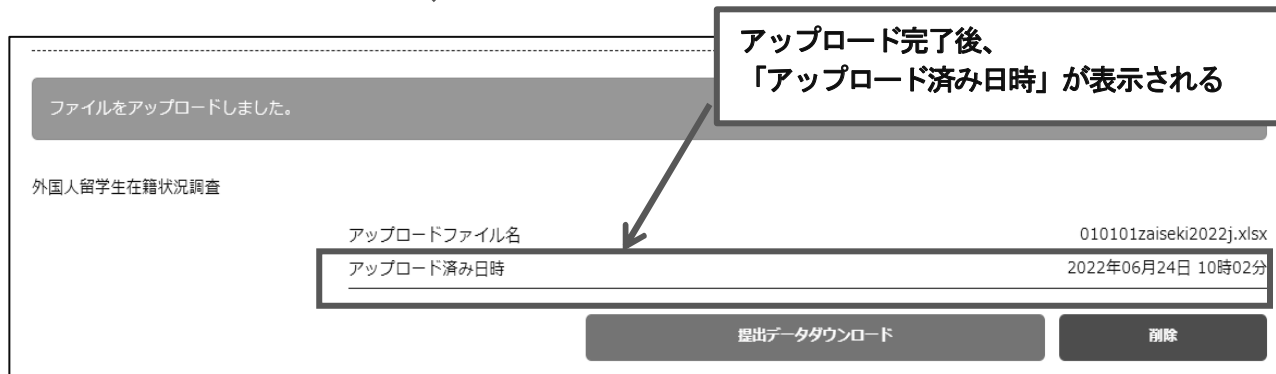 アップロード完了後、
「アップロード済み日時」が表示される
ファイルをアップロードしました。
外国人留学生在籍状況調査
アップロードファイル名 010101zaiseki2022j.xlsx
アップロード済み日時 2022年06月24日 10時02分
提出データダウンロード 削除